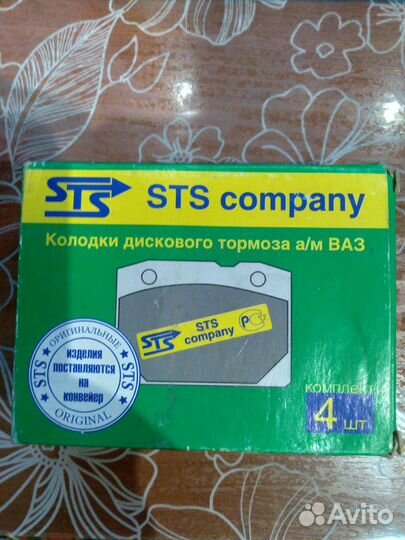 STS
STS company
Колодки дискового тормоза а/м ВАЗ
STS
STS
company
РСТ
ОРИГИНАЛЬНЫЕ
STS
STS
изделия
поставляются
на
конвейер
ORIGINAL
комплект
4 шт
Avito